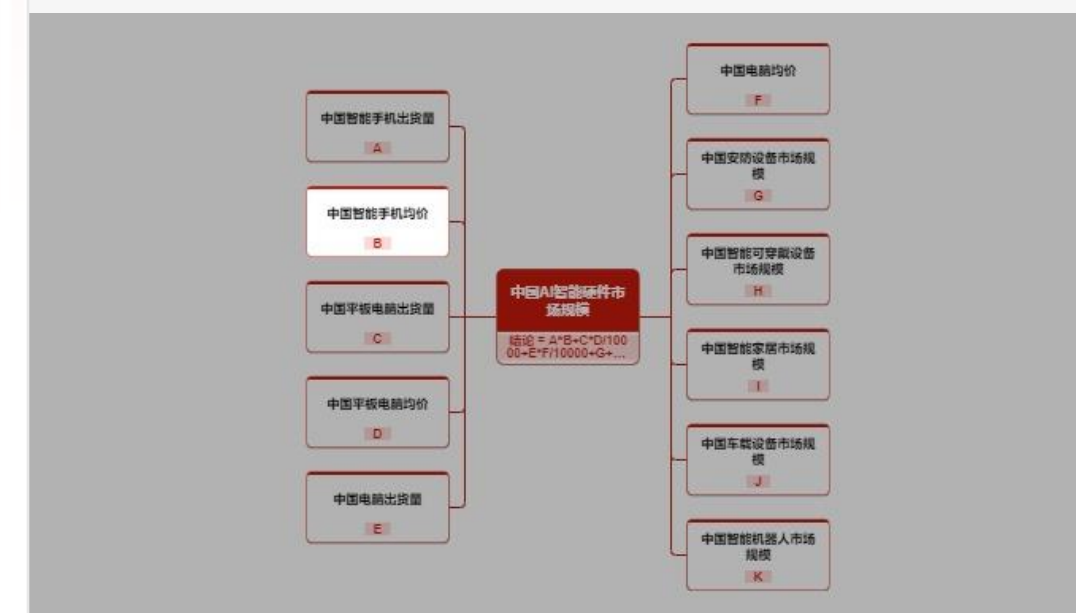 中国智能手机出货量
A
中国智能手机均价
B
中国平板电脑出货量
C
中国平板电脑均价
D
中国电脑出货量
E
中国AI智能硬件市
场规模
结论 = A*B+C*D/100
00+E*F/10000+G+...
中国电脑均价
F
中国安防设备市场规
模
G
中国智能可穿戴设备
市场规模
H
中国智能家居市场规
模
I
中国车载设备市场规
模
J
中国智能机器人市场
规模
K